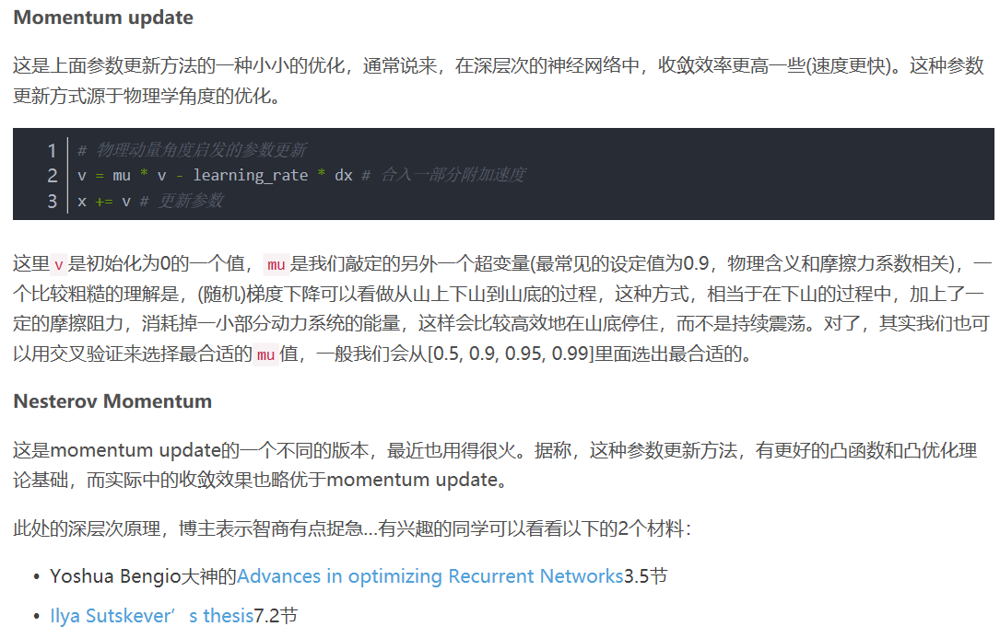 Momentum update
这是上面参数更新方法的一种小小的优化，通常说来，在深层次的神经网络中，收敛效率更高一些(速度更快)。这种参数
更新方式源于物理学角度的优化。
1 # 物理动量角度启发的参数更新
2 v = mu * v - learning_rate * dx # 合入一部分附加速度
3 x += v # 更新参数
这里 v 是初始化为0的一个值， mu 是我们敲定的另外一个超变量(最常见的设定值为0.9，物理含义和摩擦力系数相关)，一
个比较粗糙的理解是，(随机)梯度下降可以看做从山上下山到山底的过程，这种方式，相当于在下山的过程中，加上了一
定的摩擦阻力，消耗掉一小部分动力系统的能量，这样会比较高效地在山底停住，而不是持续震荡。对了，其实我们也可
以用交叉验证来选择最合适的 mu 值，一般我们会从[0.5, 0.9, 0.95, 0.99]里面选出最合适的。
Nesterov Momentum
这是momentum update的一个不同的版本，最近也用得很火。据称，这种参数更新方法，有更好的凸函数和凸优化理
论基础，而实际中的收敛效果也略优于momentum update。
此处的深层次原理，博主表示智商有点捉急…有兴趣的同学可以看看以下的2个材料：
• Yoshua Bengio大神的Advances in optimizing Recurrent Networks3.5节
• Ilya Sutskever’s thesis7.2节